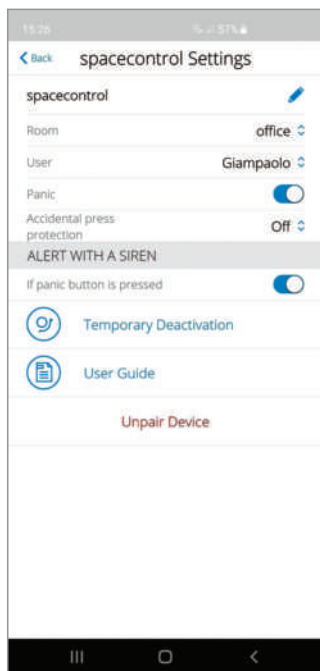 15:26 57%
Back spacecontrol Settings
spacecontrol
Room office
User Giampaolo
Panic
Accidental press
protection Off
ALERT WITH A SIREN
If panic button is pressed
Temporary Deactivation
User Guide
Unpair Device